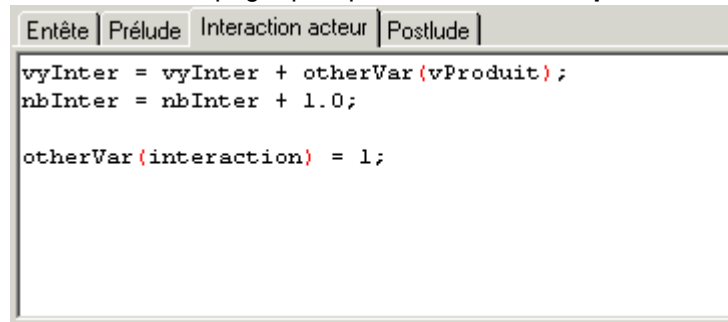 Entête Prélude Interaction acteur Postlude
vyInter = vyInter + otherVar(vProduit);
nbInter = nbInter + 1.0;
otherVar(interaction) = 1;